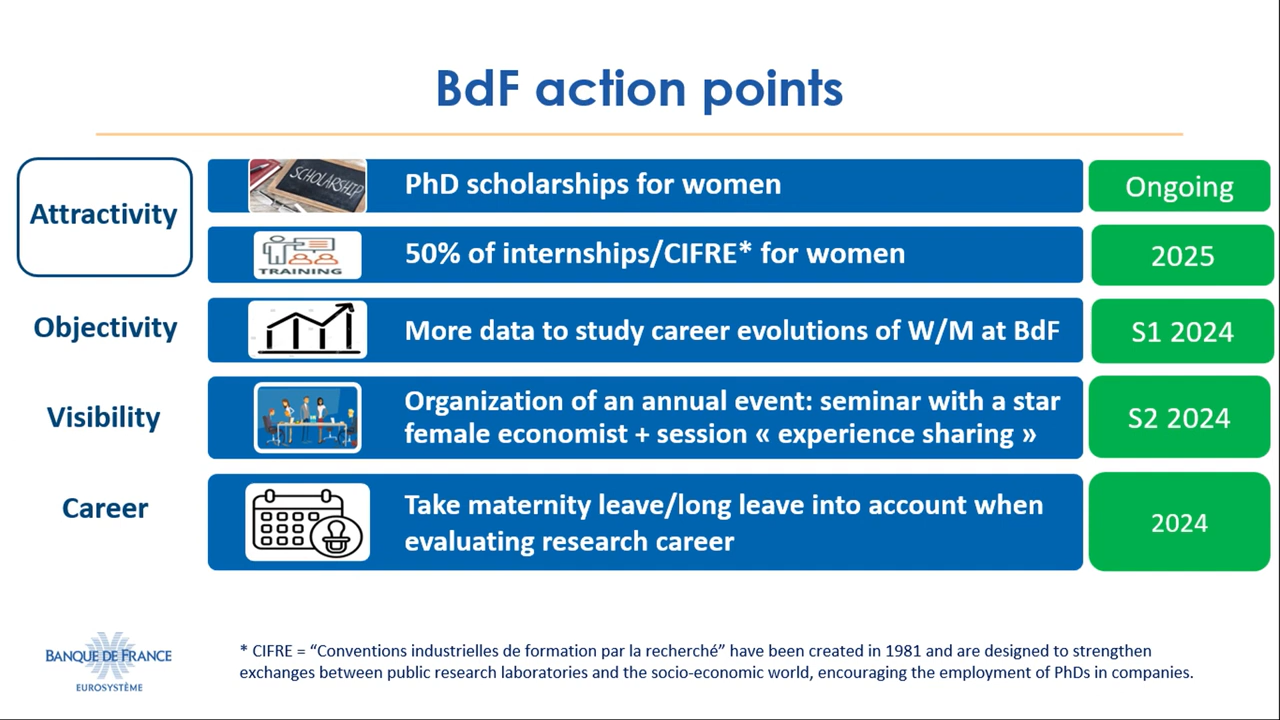 BdF action points
Attractivity
SCHOLARSHIP
PhD scholarships for women
Ongoing
TRAINING
50% of internships/CIFRE* for women
2025
Objectivity
More data to study career evolutions of W/M at BdF
S1 2024
Visibility
Organization of an annual event: seminar with a star
female economist + session « experience sharing »
S2 2024
Career
Take maternity leave/long leave into account when
evaluating research career
2024
BANQUE DE FRANCE
EUROSYSTÈME
* CIFRE = “Conventions industrielles de formation par la recherché” have been created in 1981 and are designed to strengthen
exchanges between public research laboratories and the socio-economic world, encouraging the employment of PhDs in companies.